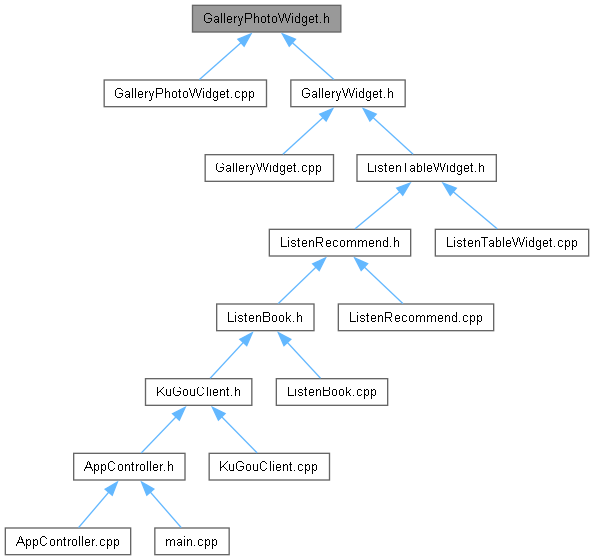 GalleryPhotoWidget.h
GalleryPhotoWidget.cpp
GalleryWidget.h
GalleryWidget.cpp
ListenTableWidget.h
ListenRecommend.h
ListenTableWidget.cpp
ListenBook.h
ListenRecommend.cpp
KuGouClient.h
ListenBook.cpp
AppController.h
KuGouClient.cpp
AppController.cpp
main.cpp